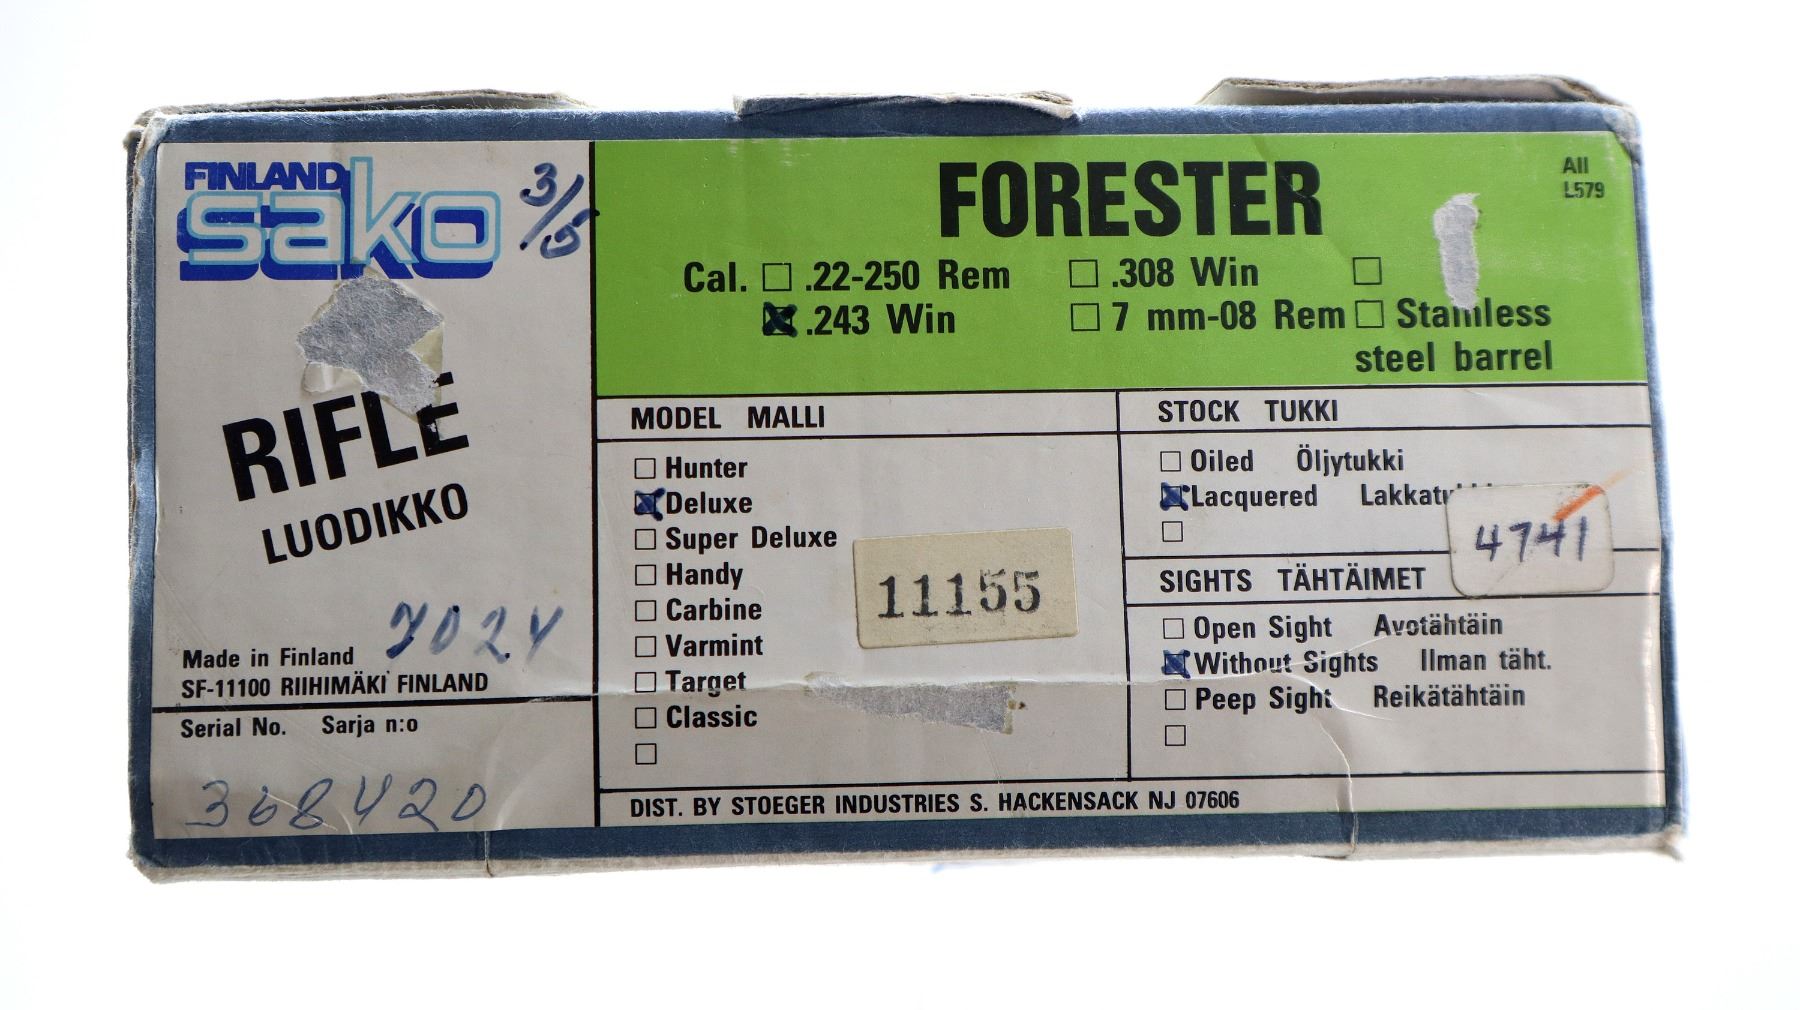 FINLAND
sako
3/5
RIFLE
LUODIKKO
7024
Made in Finland
SF-11100 RIIHIMÄKI FINLAND
Serial No. Sarja n:o
368420
FORESTER
All
L579
Cal. .22-250 Rem .308 Win
.243 Win 7 mm-08 Rem Stainless
steel barrel
MODEL MALLI
Hunter
Deluxe
Super Deluxe
Handy
Carbine
Varmint
Target
Classic
11155
STOCK TUKKI
Oiled Öljytukki
Lacquered
4741
SIGHTS TÄHTÄIMET
Open Sight Avotähtäin
Without Sights Ilman täht.
Peep Sight Reikätähtäin
DIST. BY STOEGER INDUSTRIES S. HACKENSACK NJ 07606